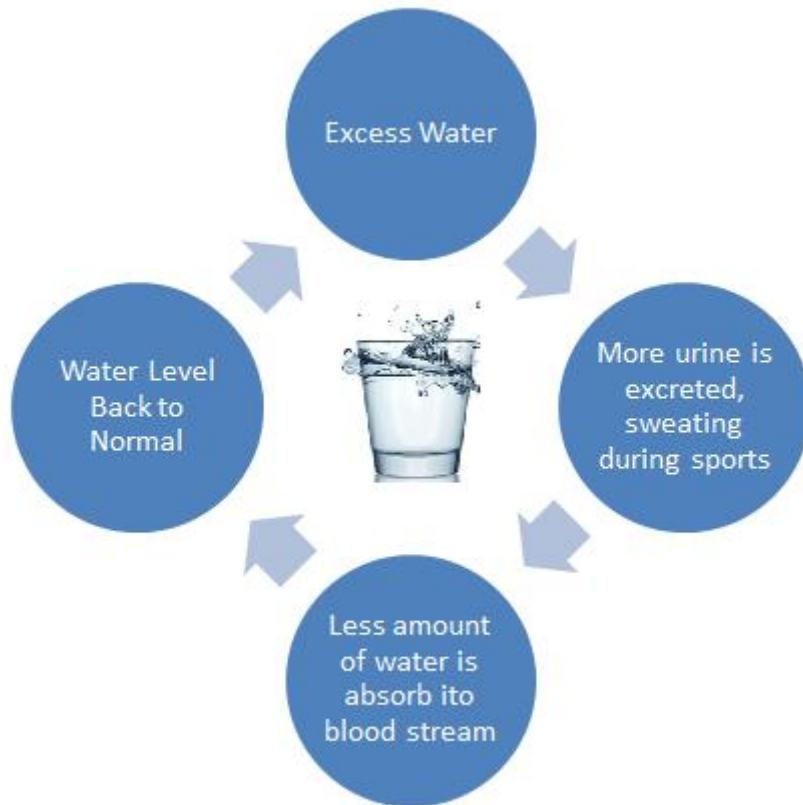 Excess Water
More urine is
excreted,
sweating
during sports
Less amount
of water is
absorb ito
blood stream
Water Level
Back to
Normal